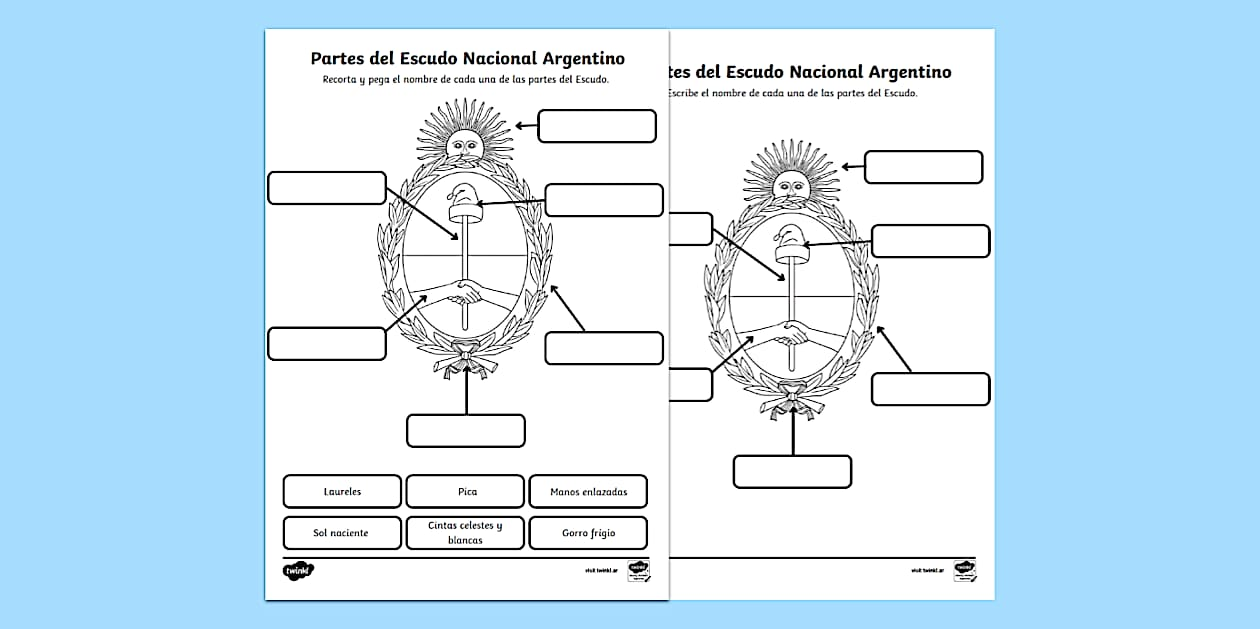 Partes del Escudo Nacional Argentino
Recorta y pega el nombre de cada una de las partes del Escudo.
Laureles
Pica
Manos enlazadas
Sol naciente
Cintas celestes y
blancas
Gorro frigio
twinkl
visit twinkl.ar
twinkl
tes del Escudo Nacional Argentino
Escribe el nombre de cada una de las partes del Escudo.
visit twinkl.ar
twinkl